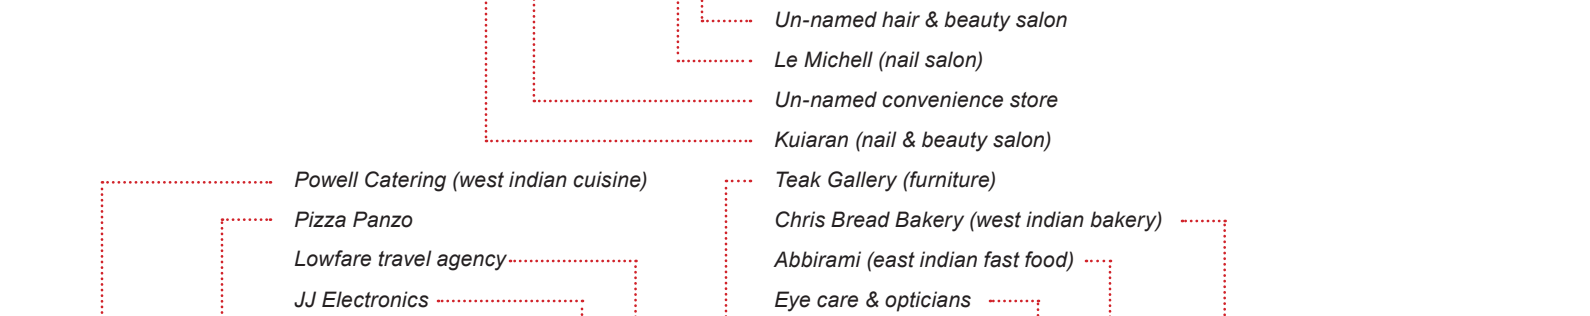 Un-named hair & beauty salon
Le Michell (nail salon)
Un-named convenience store
Kuiaran (nail & beauty salon)
Powell Catering (west indian cuisine)
Pizza Panzo
Lowfare travel agency
JJ Electronics
Teak Gallery (furniture)
Chris Bread Bakery (west indian bakery)
Abbirami (east indian fast food)
Eye care & opticians